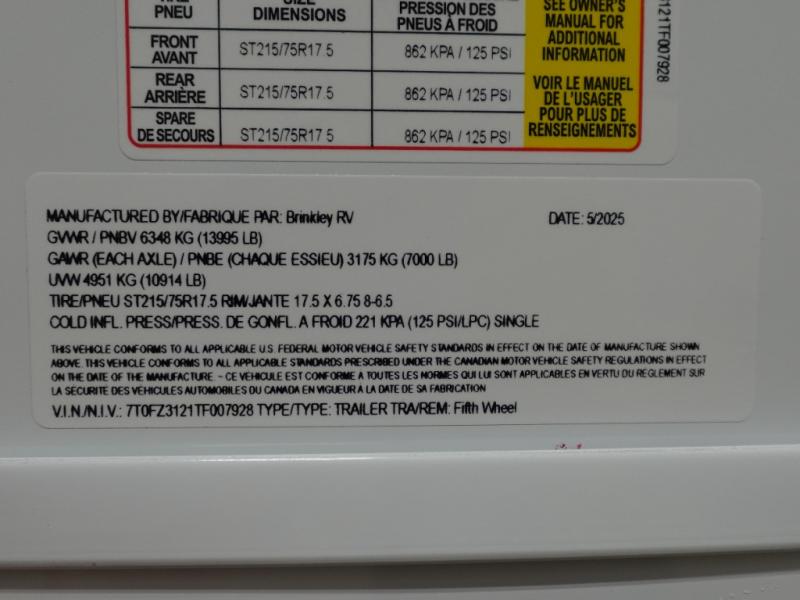 PNEU
DIMENSIONS
PRESSION DES
PNEUS À FROID
SEE OWNER'S
MANUAL FOR
ADDITIONAL
INFORMATION
FRONT
AVANT
ST215/75R17.5
862 KPA / 125 PSI
REAR
ARRIÈRE
ST215/75R17.5
862 KPA / 125 PSI
VOIR LE MANUEL
DE L'USAGER
POUR PLUS DE
RENSEIGNEMENTS
SPARE
DE SECOURS
ST215/75R17.5
862 KPA / 125 PSI
121TF007928
MANUFACTURED BY/FABRIQUE PAR: Brinkley RV
DATE: 5/2025
GVWR / PNBV 6348 KG (13995 LB)
GAWR (EACH AXLE) / PNBE (CHAQUE ESSIEU) 3175 KG (7000 LB)
UVW 4951 KG (10914 LB)
TIRE/PNEU ST215/75R17.5 RIM/JANTE 17.5 X 6.75 8-6.5
COLD INFL. PRESS/PRESS. DE GONFL. A FROID 221 KPA (125 PSI/LPC) SINGLE
THIS VEHICLE CONFORMS TO ALL APPLICABLE U.S. FEDERAL MOTOR VEHICLE SAFETY STANDARDS IN EFFECT ON THE DATE OF MANUFACTURE SHOWN
ABOVE. THIS VEHICLE CONFORMS TO ALL APPLICABLE STANDARDS PRESCRIBED UNDER THE CANADIAN MOTOR VEHICLE SAFETY REGULATIONS IN EFFECT
ON THE DATE OF THE MANUFACTURE. - CE VEHICULE EST CONFORME A TOUTES LES NORMES QUI LUI SONT APPLICABLES EN VERTU DU REGLEMENT SUR
LA SÉCURITE DES VÉHICULES AUTOMOBILES DU CANADA EN VIGUEUR A LA DATE DE SA FABRICATION
V.I.N./N.I.V.: 7T0FZ3121TF007928 TYPE/TYPE: TRAILER TRA/REM: Fifth Wheel